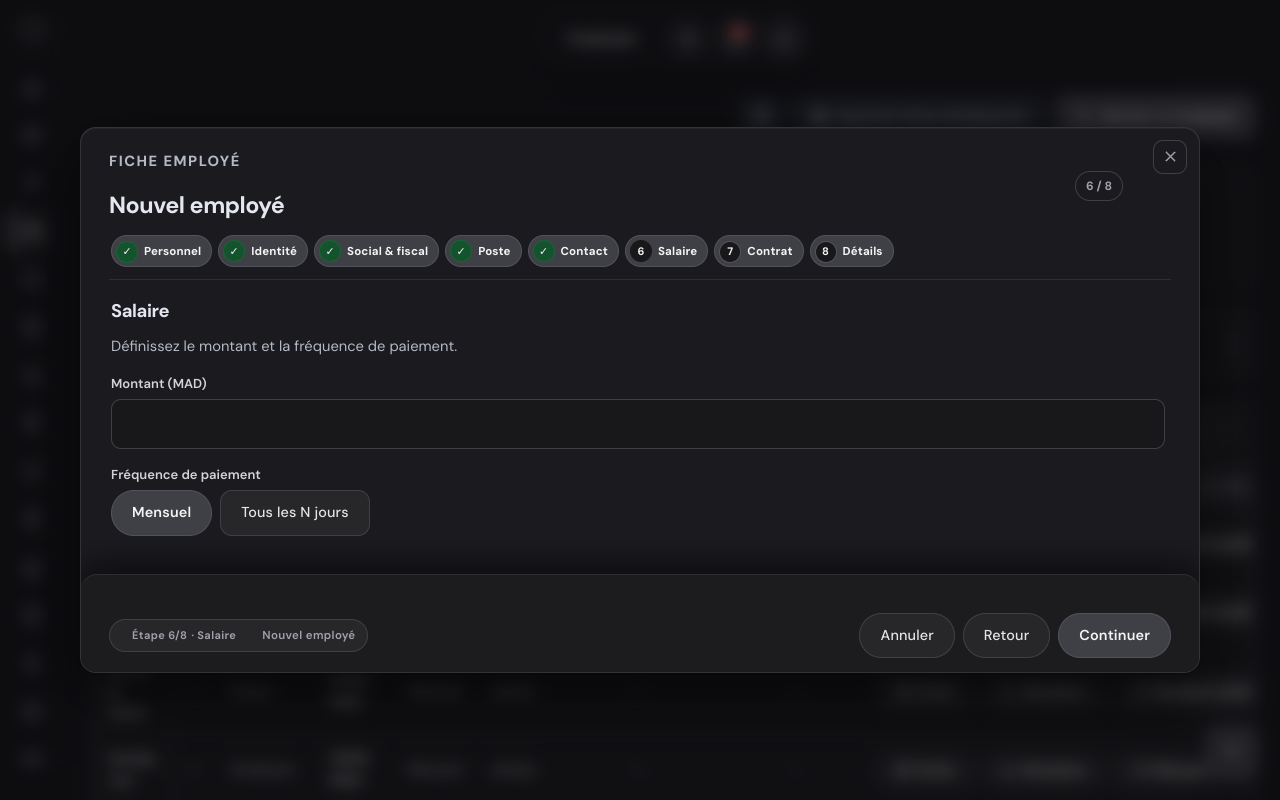 FICHE EMPLOYÉ
6 / 8
Nouvel employé
✓ Personnel ✓ Identité ✓ Social & fiscal ✓ Poste ✓ Contact 6 Salaire 7 Contrat 8 Détails
Salaire
Définissez le montant et la fréquence de paiement.
Montant (MAD)
Fréquence de paiement
Mensuel Tous les N jours
Étape 6/8 · Salaire Nouvel employé Annuler Retour Continuer